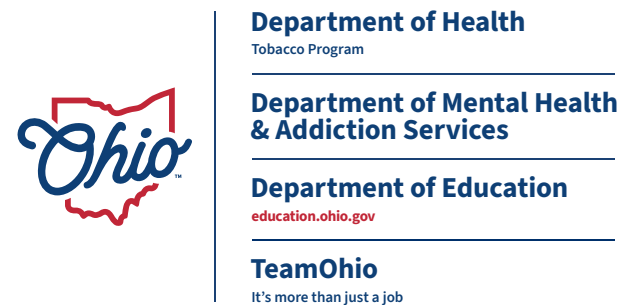 Ohio
TM
Department of Health
Tobacco Program
Department of Mental Health
& Addiction Services
Department of Education
education.ohio.gov
TeamOhio
It's more than just a job